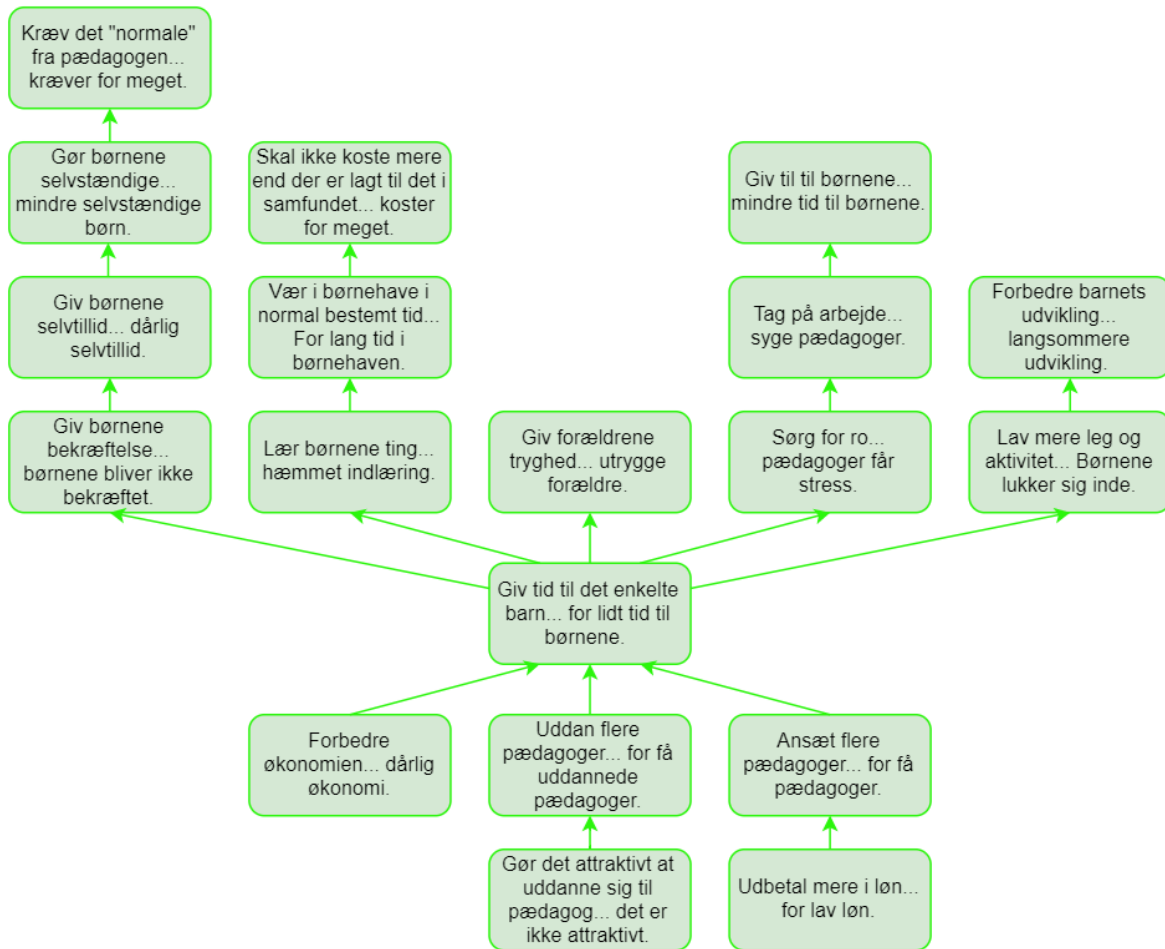 Kræv det "normale"
fra pædagogen...
kræver for meget.
Gør børnene
selvstændige...
mindre selvstændige
børn.
Skal ikke koste mere
end der er lagt til det i
samfundet... koster
for meget.
Giv til til børnene...
mindre tid til børnene.
Giv børnene
selvtillid... dårlig
selvtillid.
Vær i børnehave i
normal bestemt tid...
For lang tid i
børnehaven.
Tag på arbejde...
syge pædagoger.
Forbedre barnets
udvikling...
langsommere
udvikling.
Giv børnene
bekræftelse...
børnene bliver ikke
bekræftet.
Lær børnene ting...
hæmmet indlæring.
Giv forældrene
tryghed... utrygge
forældre.
Sørg for ro...
pædagoger får
stress.
Lav mere leg og
aktivitet... Børnene
lukker sig inde.
Giv tid til det enkelte
barn... for lidt tid til
børnene.
Forbedre
økonomien... dårlig
økonomi.
Uddan flere
pædagoger... for få
uddannede
pædagoger.
Ansæt flere
pædagoger... for få
pædagoger.
Gør det attraktivt at
uddanne sig til
pædagog... det er
ikke attraktivt.
Udbetal mere i løn...
for lav løn.